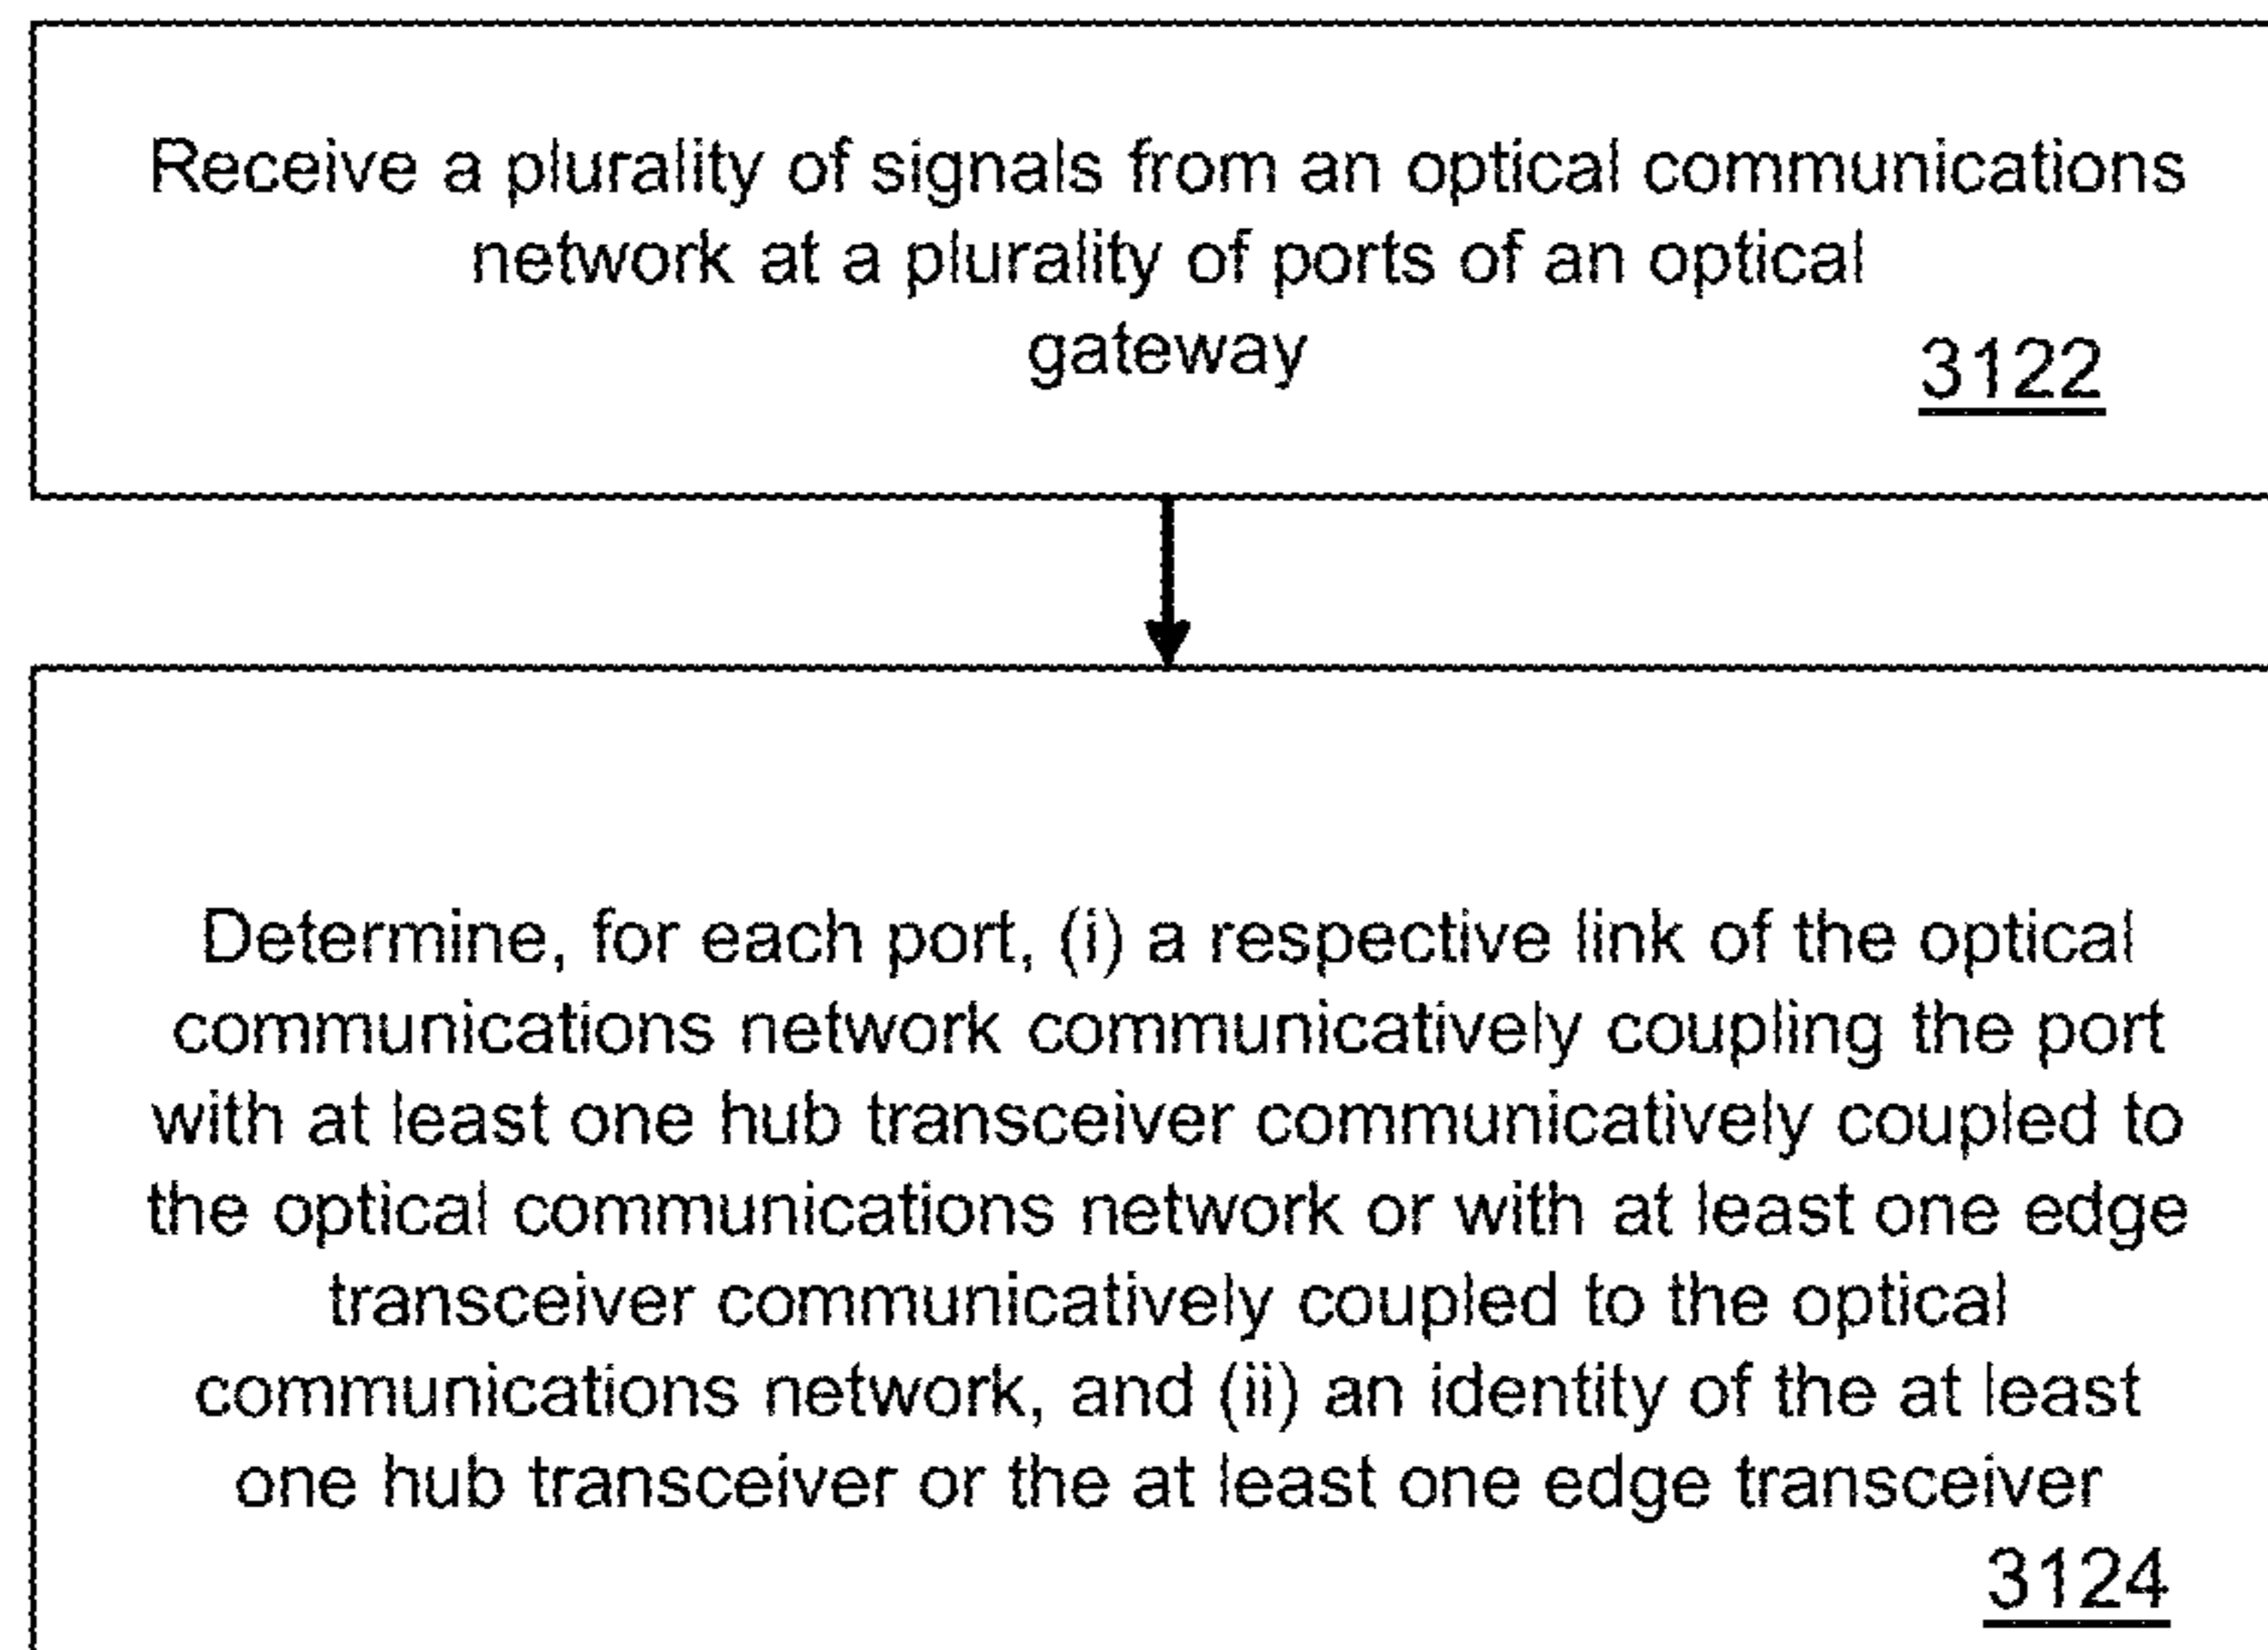 Receive a plurality of signals from an optical communications
network at a plurality of ports of an optical
gateway
3122
Determine, for each port, (i) a respective link of the optical
communications network communicatively coupling the port
with at least one hub transceiver communicatively coupled to
the optical communications network or with at least one edge
transceiver communicatively coupled to the optical
communications network, and (ii) an identity of the at least
one hub transceiver or the at least one edge transceiver
3124